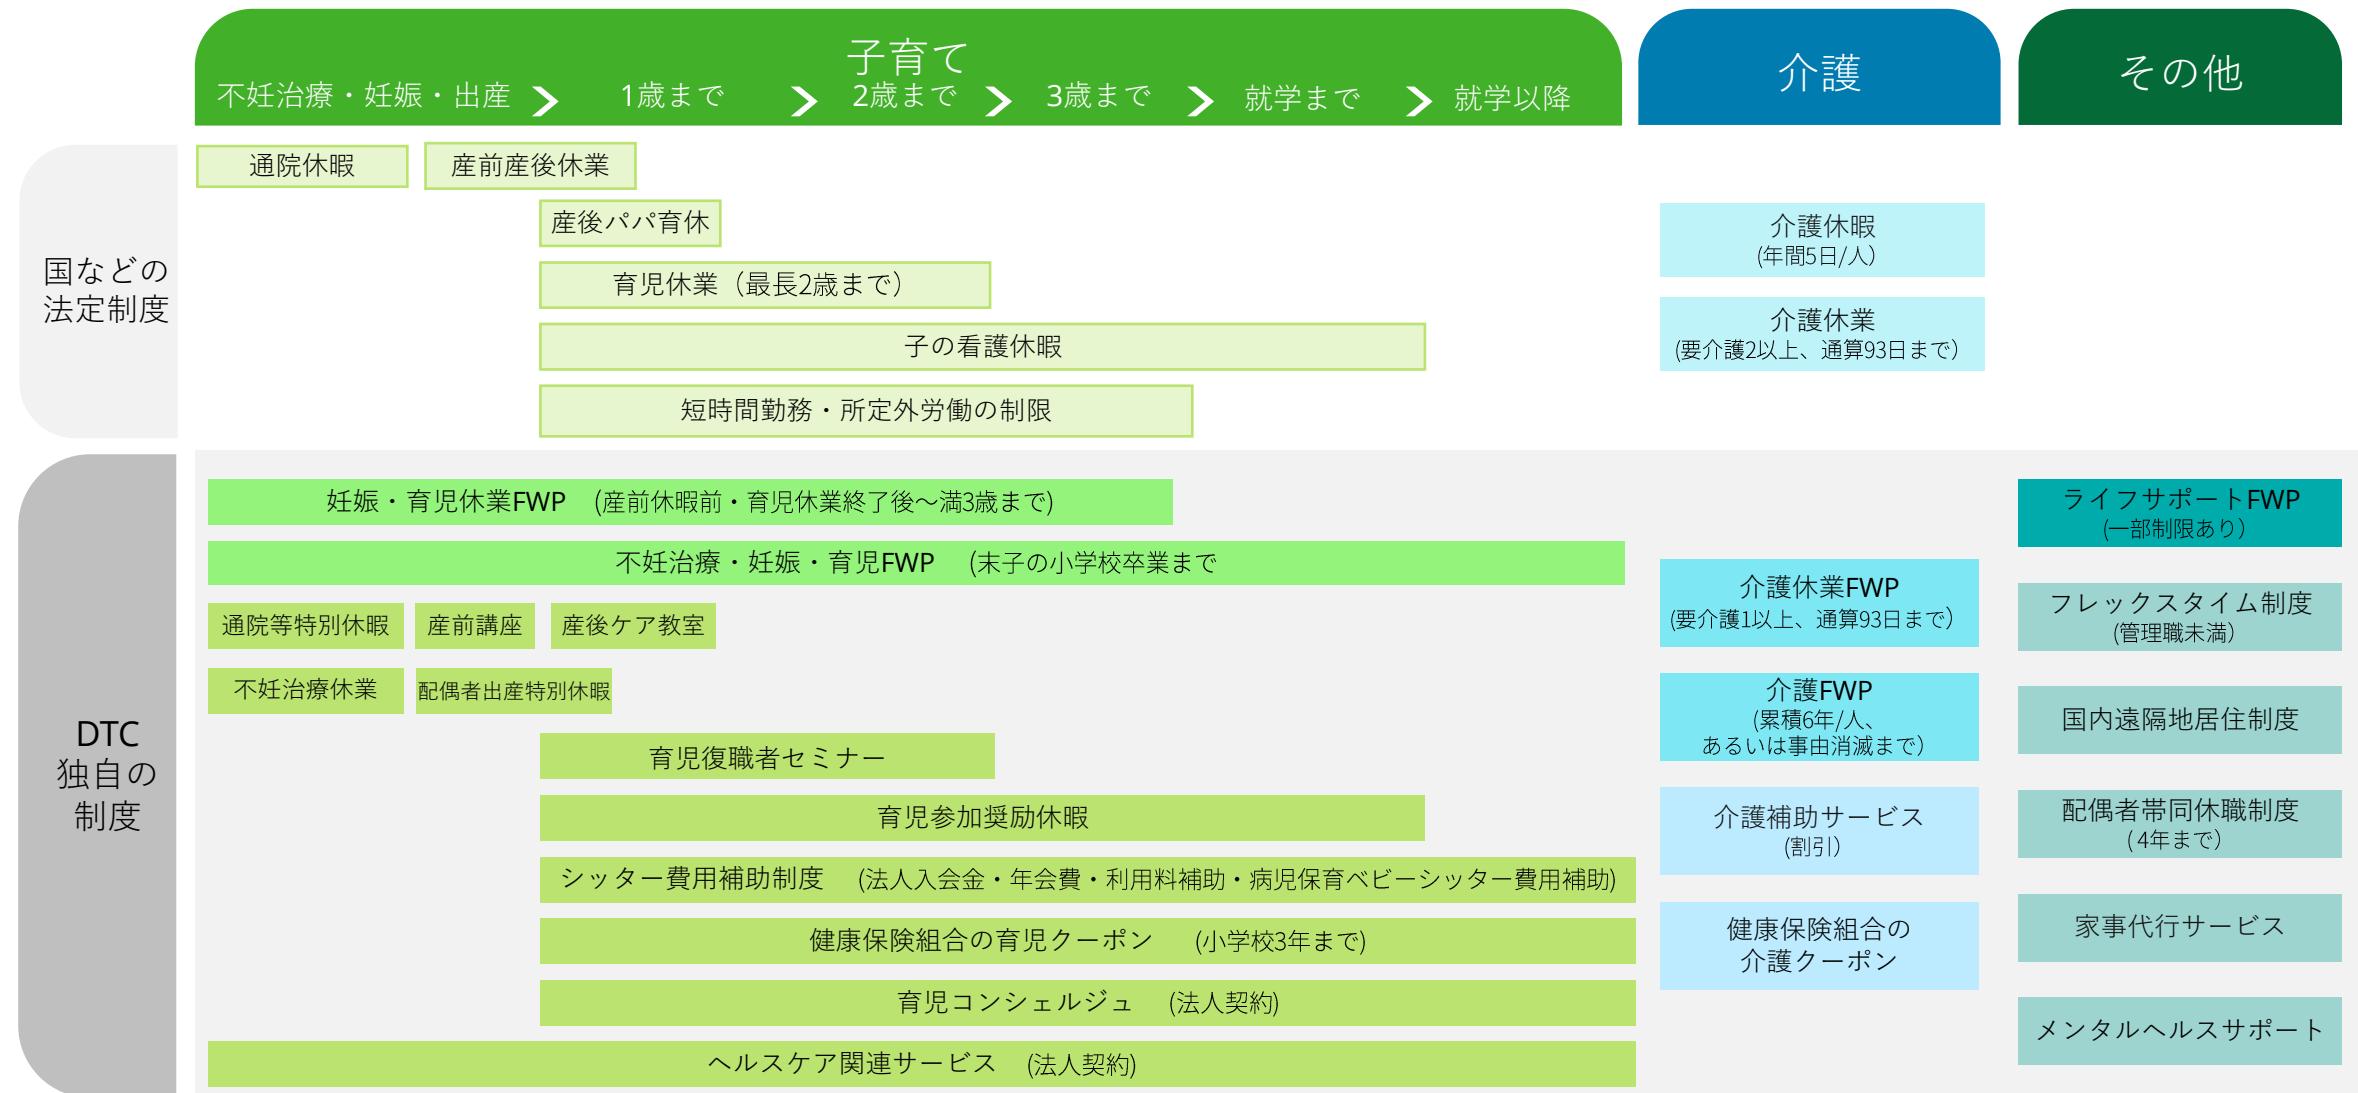 子育て
不妊治療・妊娠・出産
1歳まで
2歳まで
3歳まで
就学まで
就学以降
介護
その他
国などの
法定制度
通院休暇
産前産後休業
産後パパ育休
育児休業（最長2歳まで）
子の看護休暇
短時間勤務・所定外労働の制限
介護休暇
(年間5日/人）
介護休業
(要介護2以上、通算93日まで）
DTC
独自の
制度
妊娠・育児休業FWP (産前休暇前・育児休業終了後～満3歳まで)
不妊治療・妊娠・育児FWP (末子の小学校卒業まで
通院等特別休暇
産前講座
産後ケア教室
不妊治療休業
配偶者出産特別休暇
育児復職者セミナー
育児参加奨励休暇
シッター費用補助制度 (法人入会金・年会費・利用料補助・病児保育ベビーシッター費用補助)
健康保険組合の育児クーポン (小学校3年まで)
育児コンシェルジュ (法人契約)
ヘルスケア関連サービス (法人契約)
介護休業FWP
(要介護1以上、通算93日まで）
介護FWP
(累積6年/人、
あるいは事由消滅まで）
介護補助サービス
(割引）
健康保険組合の
介護クーポン
ライフサポートFWP
(一部制限あり）
フレックスタイム制度
(管理職未満）
国内遠隔地居住制度
配偶者帯同休職制度
( 4年まで）
家事代行サービス
メンタルヘルスサポート